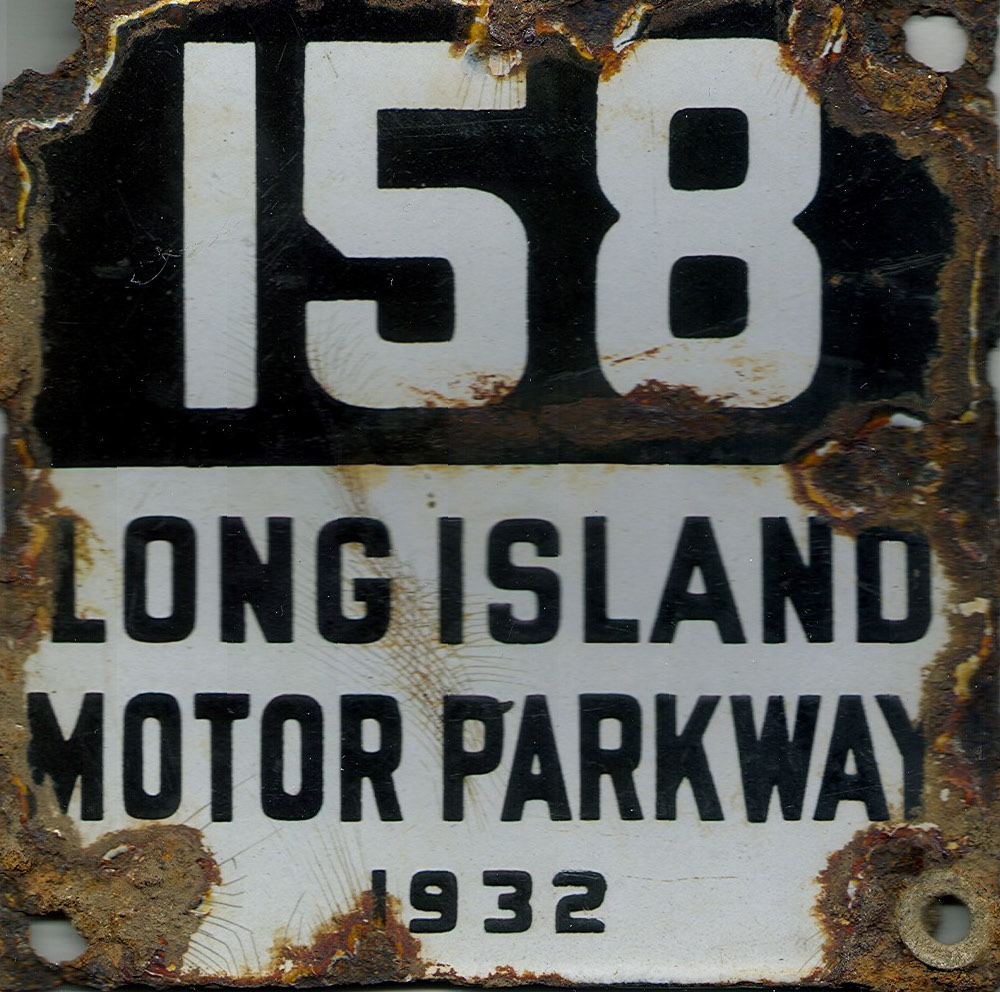 158
LONG ISLAND
MOTOR PARKWAY
1932